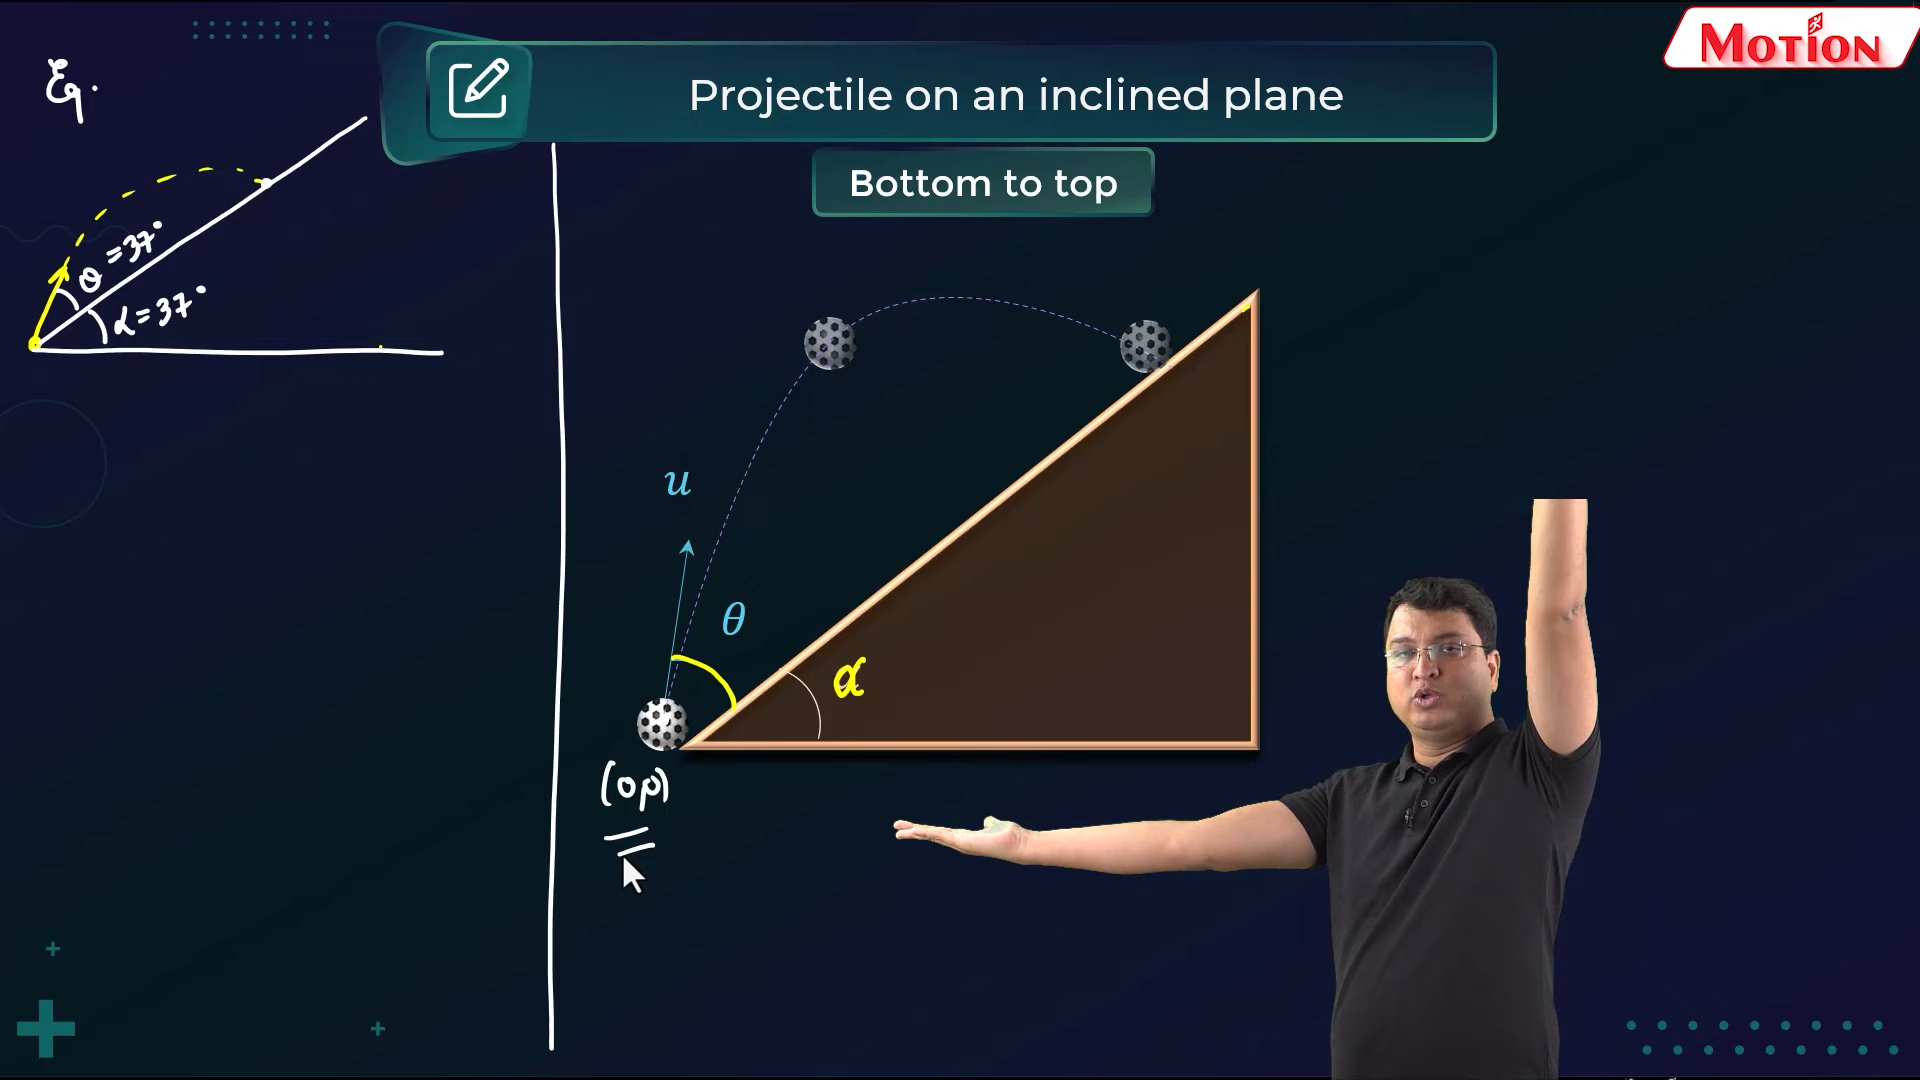 MOTION
Projectile on an inclined plane
Bottom to top
Eg.
θ = 37°
α = 37°
u
θ
α
(op)